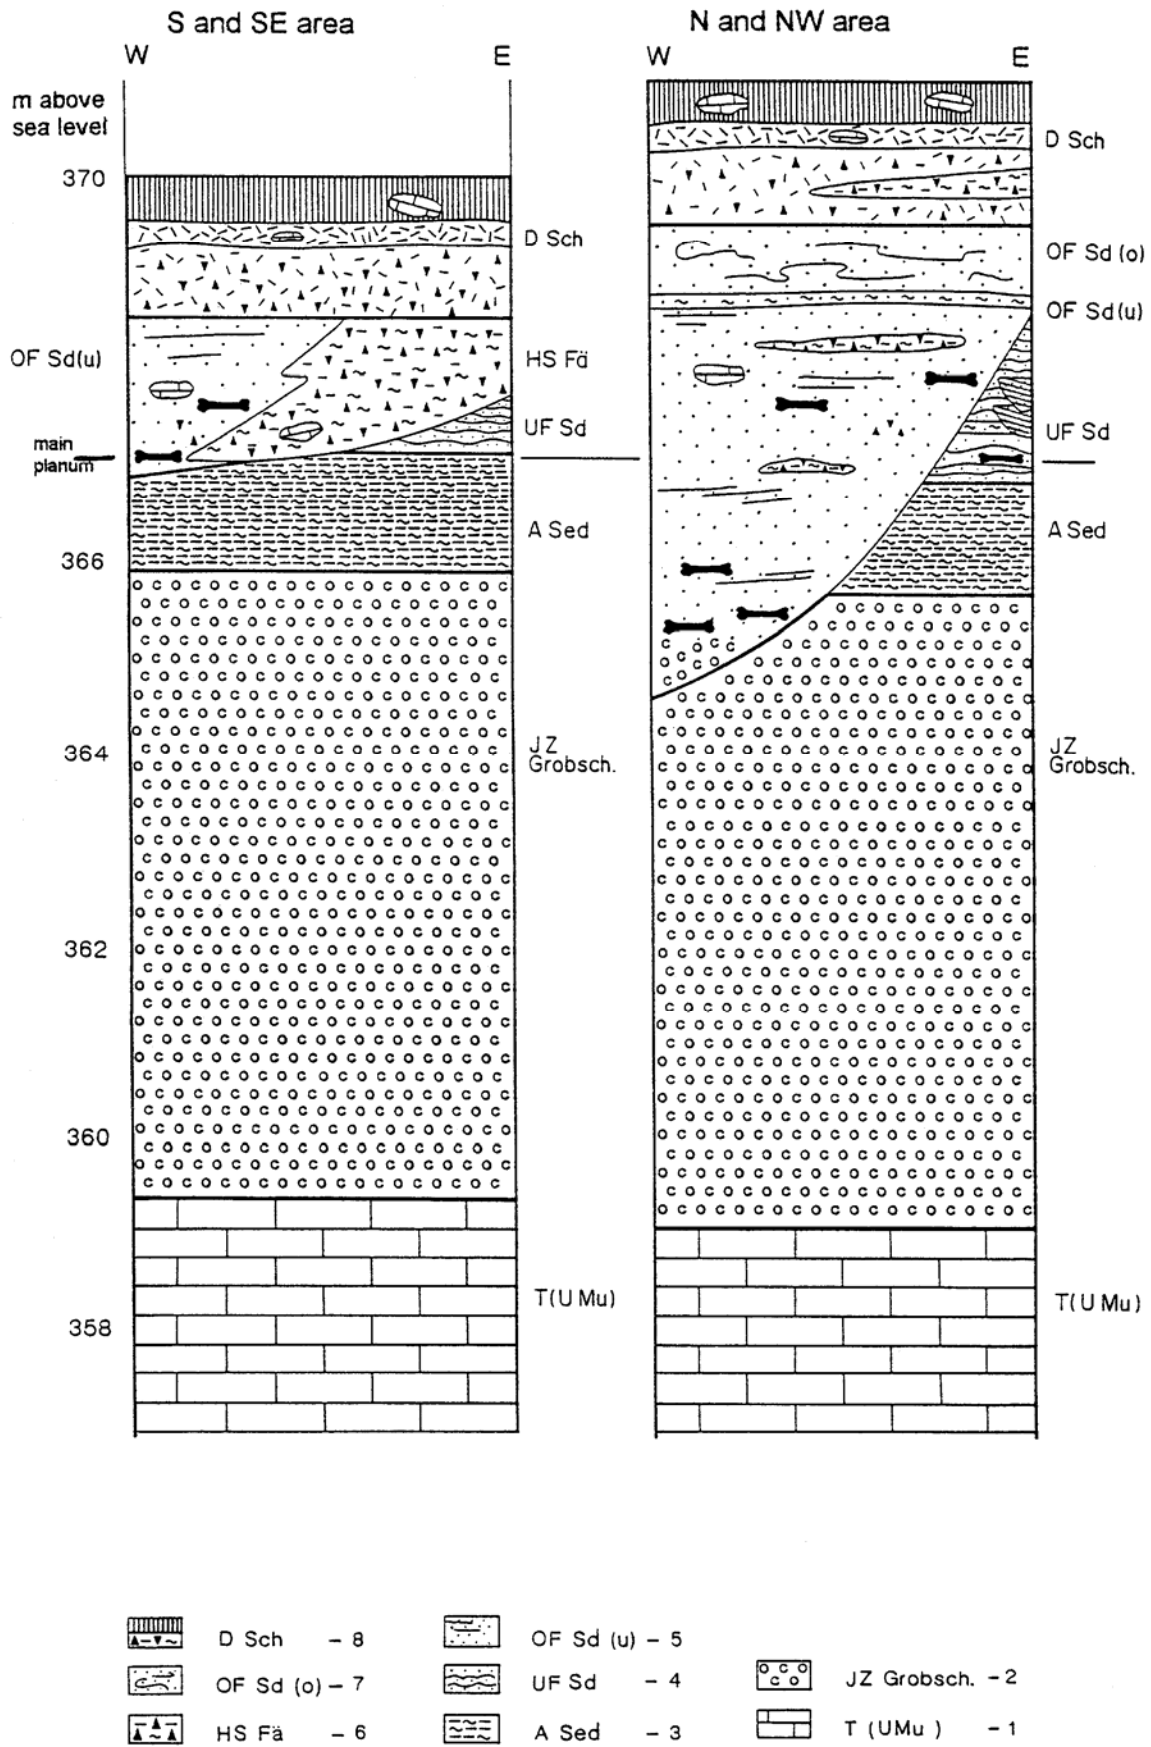 S and SE area
N and NW area
W
E
W
E
m above
sea level
370
366
364
362
360
358
OF Sd(u)
main
planum
D Sch
HS Fä
UF Sd
A Sed
JZ
Grobsch.
T(U Mu)
D Sch
OF Sd (o)
OF Sd(u)
UF Sd
A Sed
JZ
Grobsch.
T(U Mu)
D Sch - 8
OF Sd (u) - 5
OF Sd (o) - 7
UF Sd - 4
JZ Grobsch. - 2
HS Fä - 6
A Sed - 3
T (UMu ) - 1